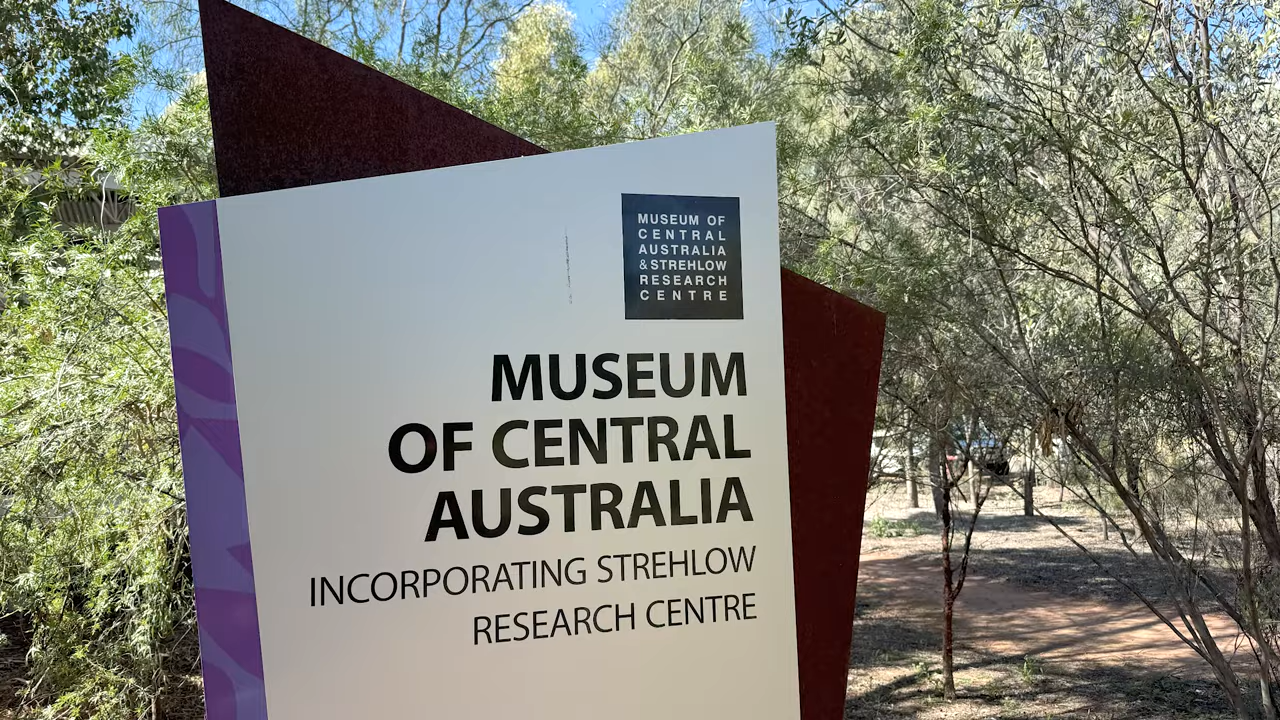 MUSEUM OF
CENTRAL
AUSTRALIA
&STREHLOW
RESEARCH
CENTRE
MUSEUM
OF CENTRAL
AUSTRALIA
INCORPORATING STREHLOW
RESEARCH CENTRE